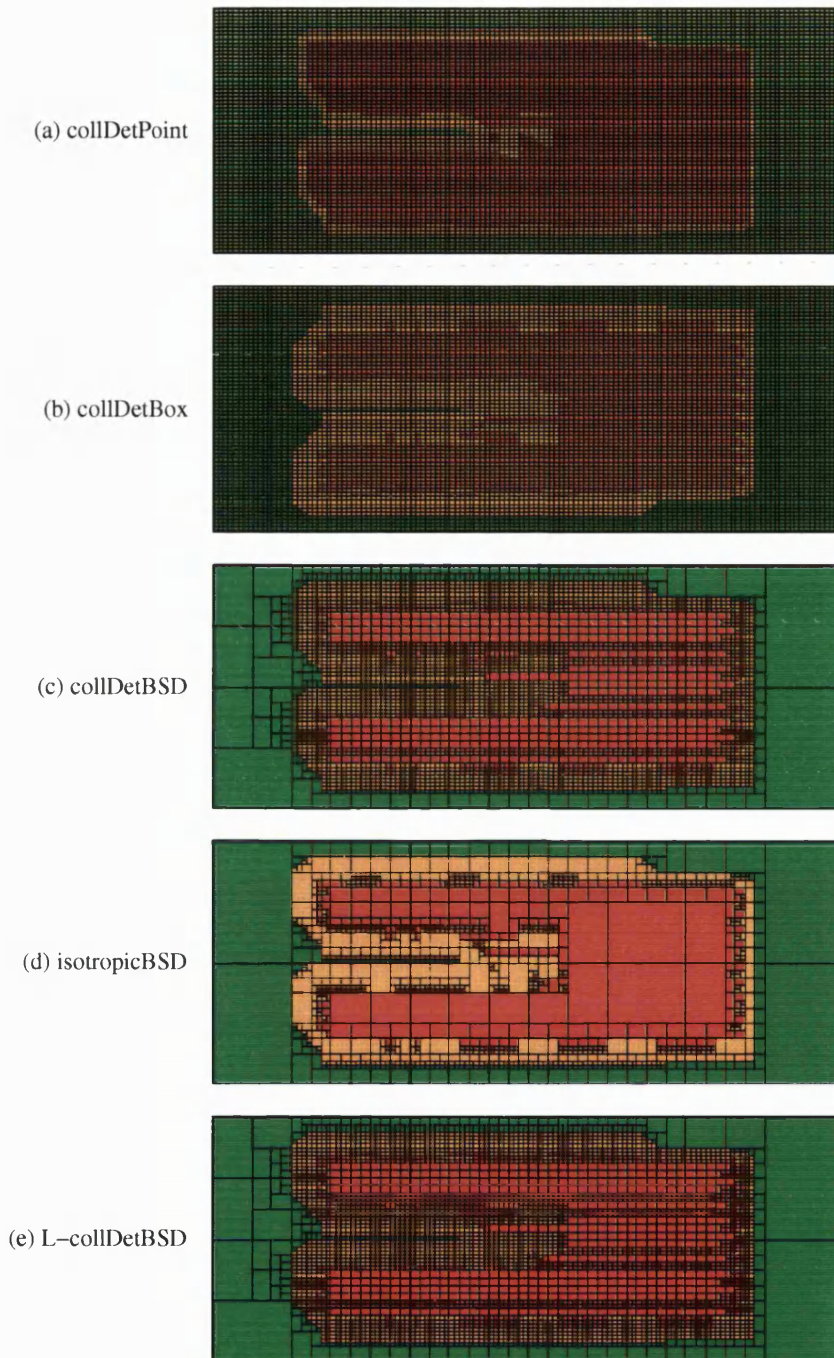 (a) collDetPoint
(b) collDetBox
(c) collDetBSD
(d) isotropicBSD
(e) L−collDetBSD